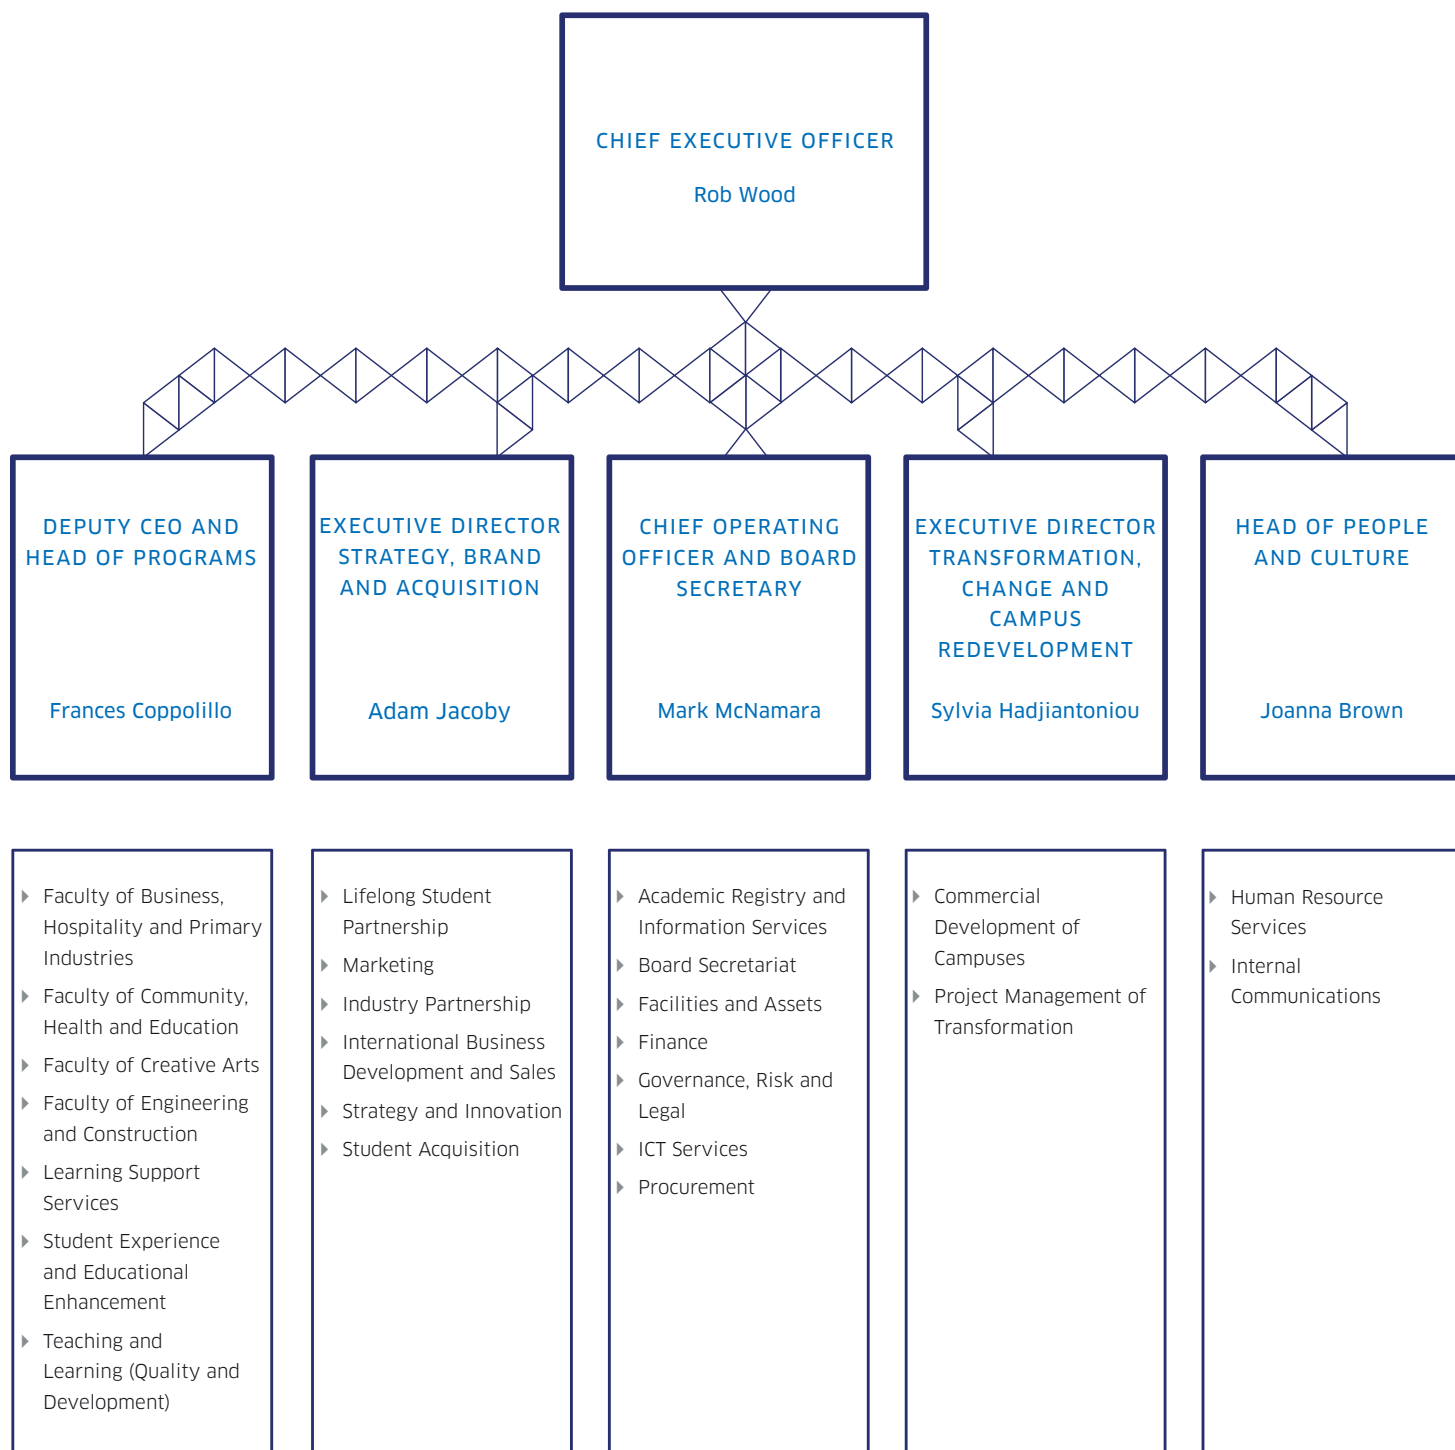 CHIEF EXECUTIVE OFFICER
Rob Wood
DEPUTY CEO AND
HEAD OF PROGRAMS
Frances Coppolillo
EXECUTIVE DIRECTOR
STRATEGY, BRAND
AND ACQUISITION
Adam Jacoby
CHIEF OPERATING
OFFICER AND BOARD
SECRETARY
Mark McNamara
EXECUTIVE DIRECTOR
TRANSFORMATION,
CHANGE AND
CAMPUS
REDEVELOPMENT
Sylvia Hadjiantoniou
HEAD OF PEOPLE
AND CULTURE
Joanna Brown
Faculty of Business,
Hospitality and Primary
Industries
Faculty of Community,
Health and Education
Faculty of Creative Arts
Faculty of Engineering
and Construction
Learning Support
Services
Student Experience
and Educational
Enhancement
Teaching and
Learning (Quality and
Development)
Lifelong Student
Partnership
Marketing
Industry Partnership
International Business
Development and Sales
Strategy and Innovation
Student Acquisition
Academic Registry and
Information Services
Board Secretariat
Facilities and Assets
Finance
Governance, Risk and
Legal
ICT Services
Procurement
Commercial
Development of
Campuses
Project Management of
Transformation
Human Resource
Services
Internal
Communications